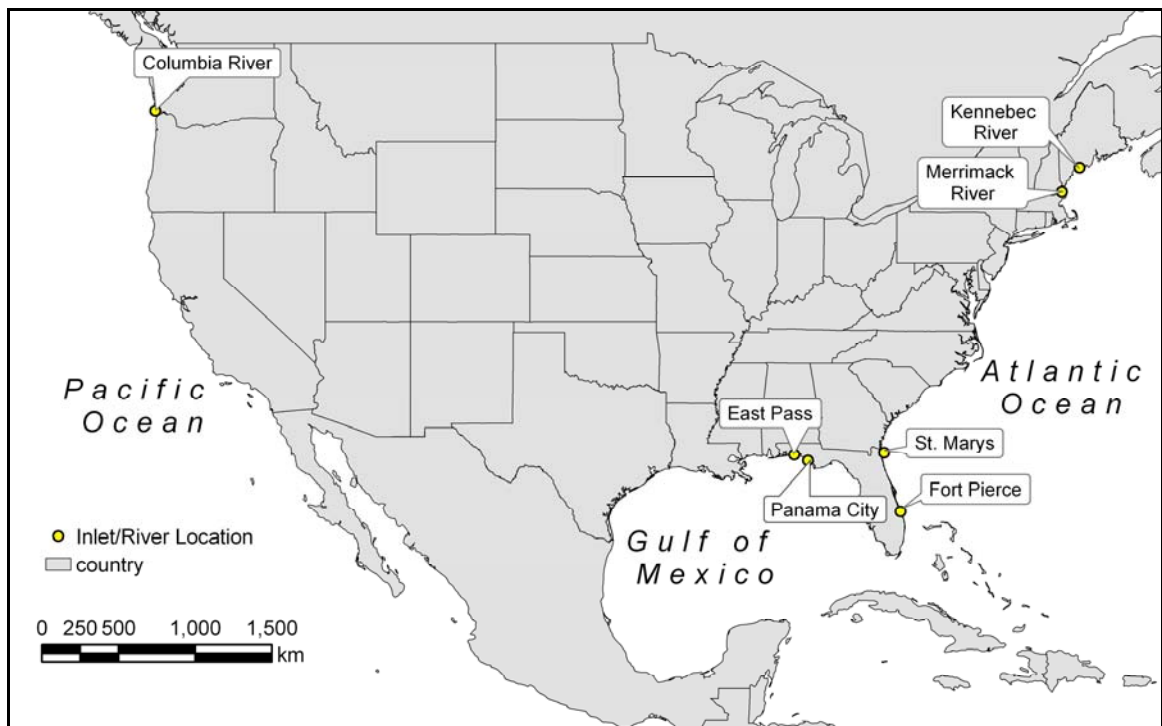 Columbia River
Kennebec
River
Merrimack
River
Pacific
Ocean
Atlantic
Ocean
East Pass
St. Marys
Fort Pierce
Panama City
Gulf of
Mexico
Inlet/River Location
country
0 250 500 1,000 1,500
km